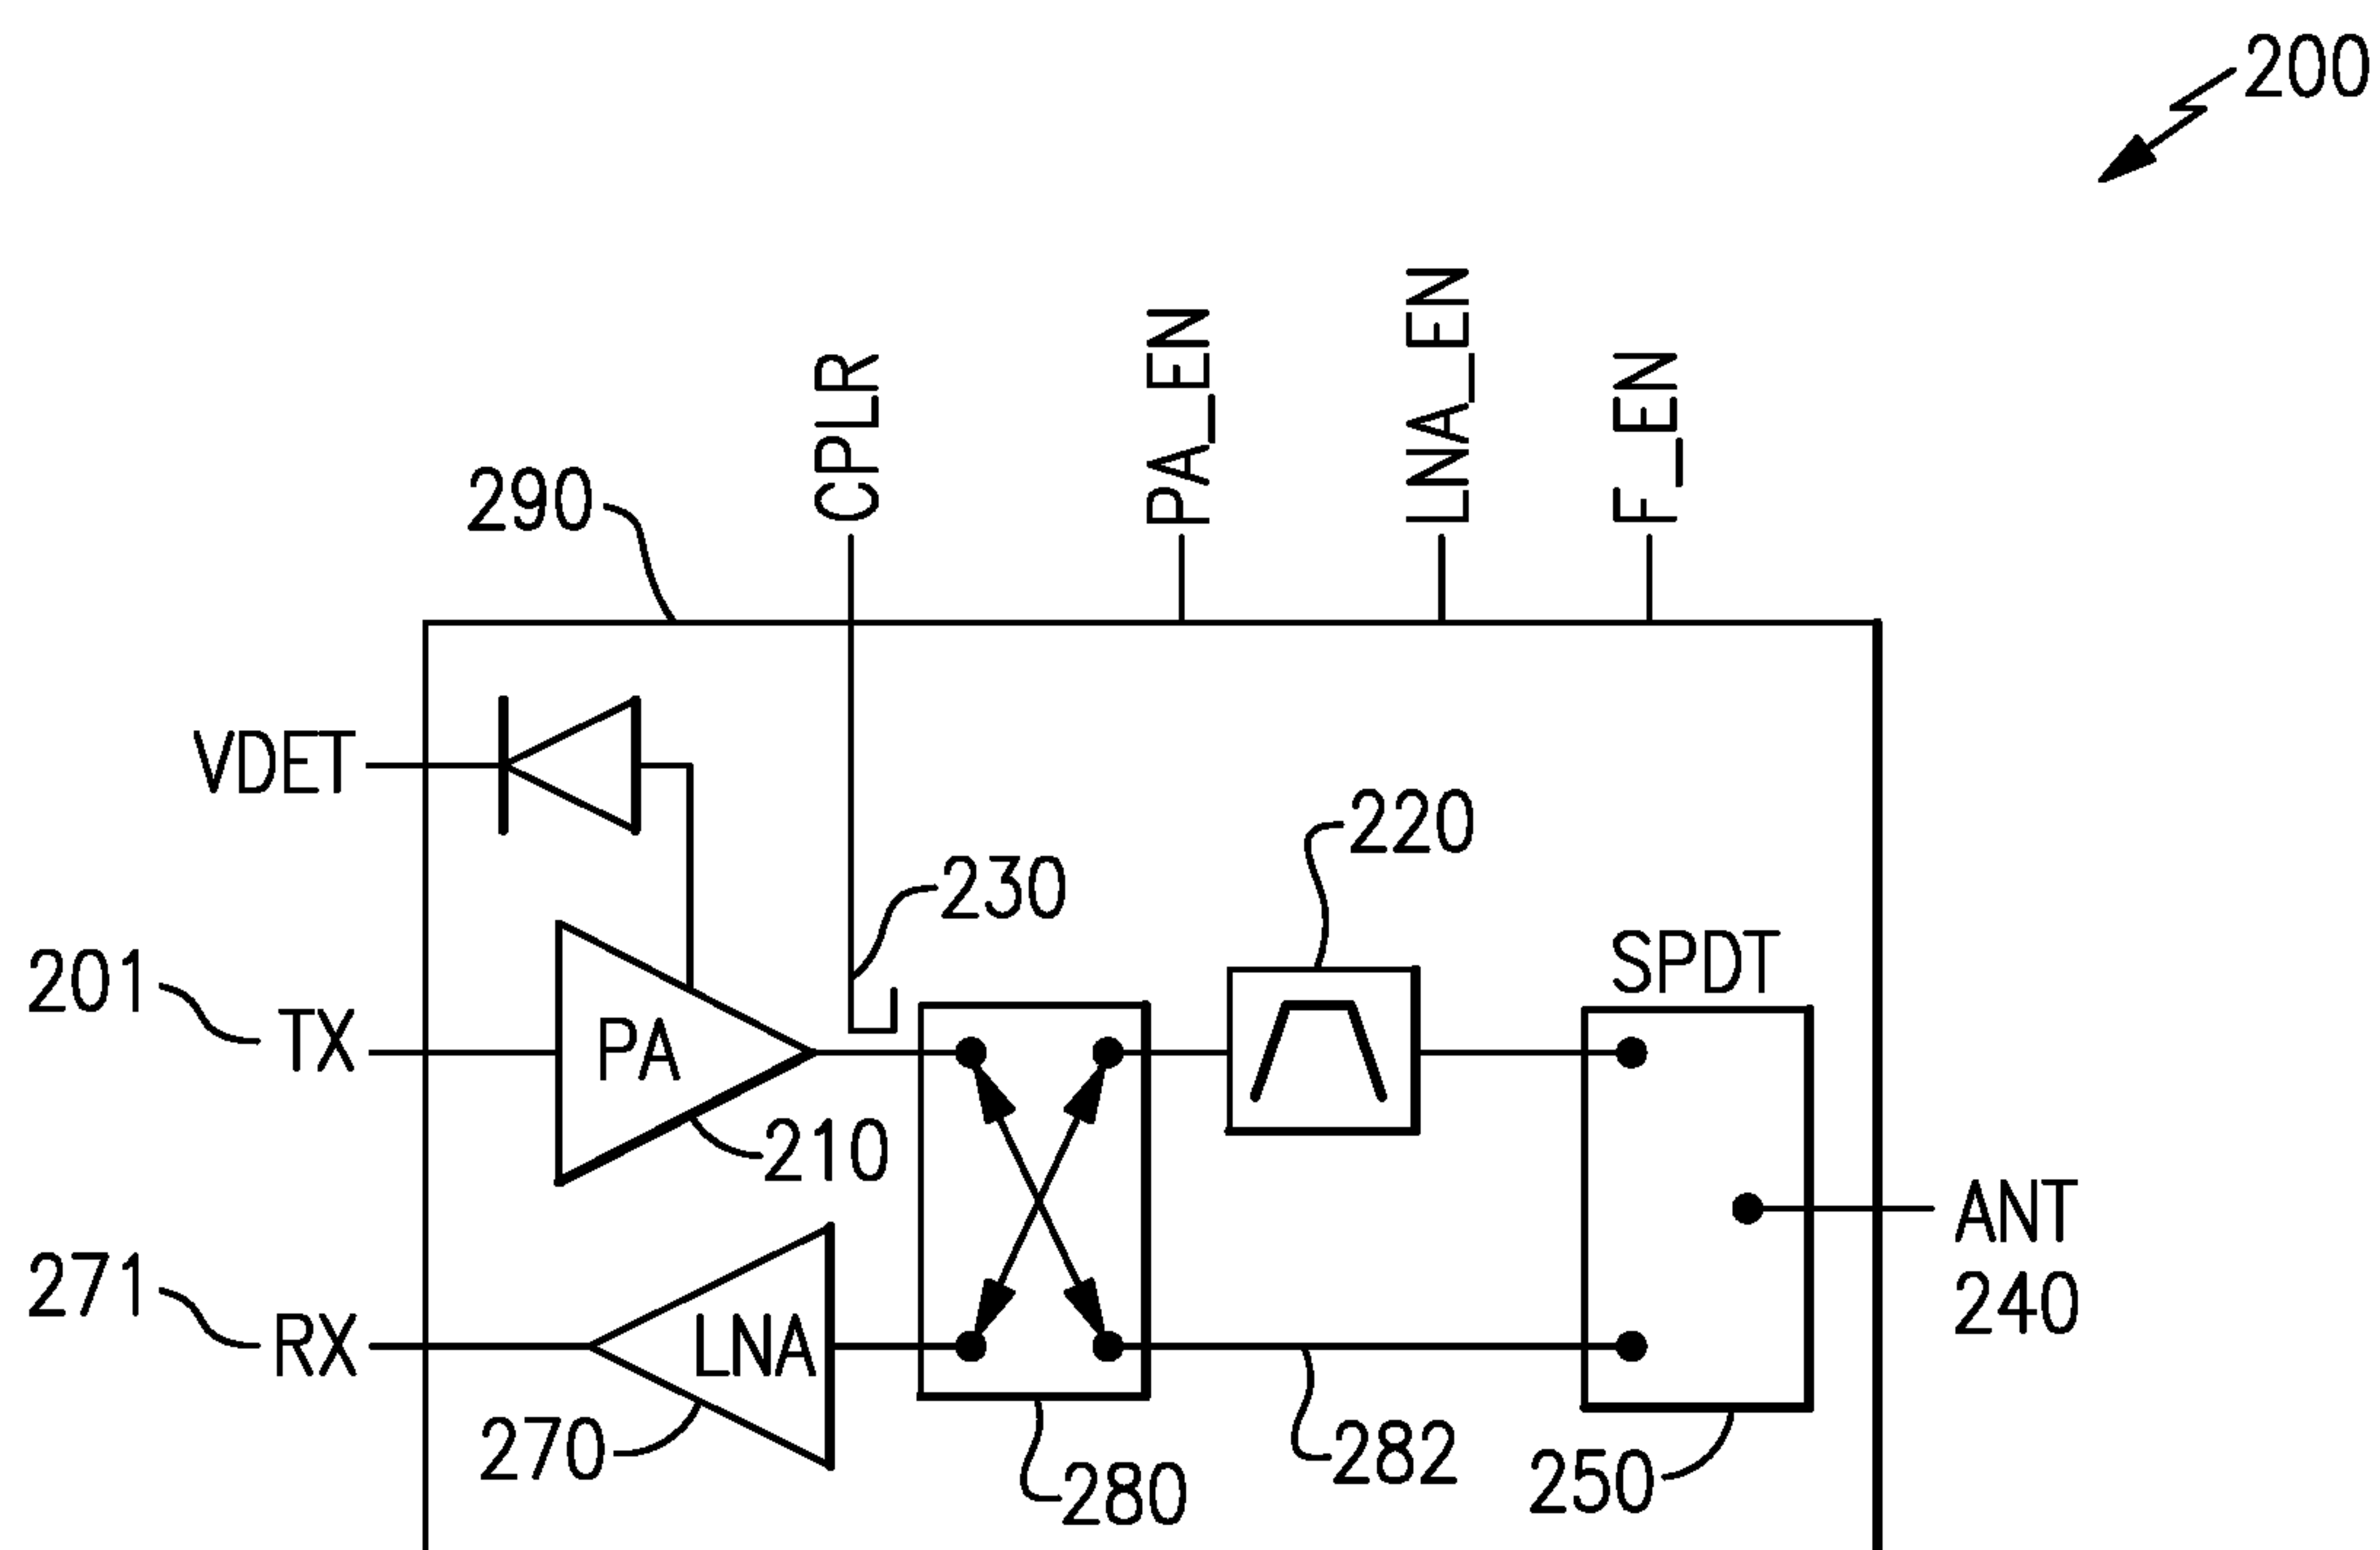 200
CPLR
PA_EN
LNA_EN
F_EN
290
VDET
220
230
SPDT
201
TX
PA
210
ANT
240
271
RX
LNA
270
280
282
250